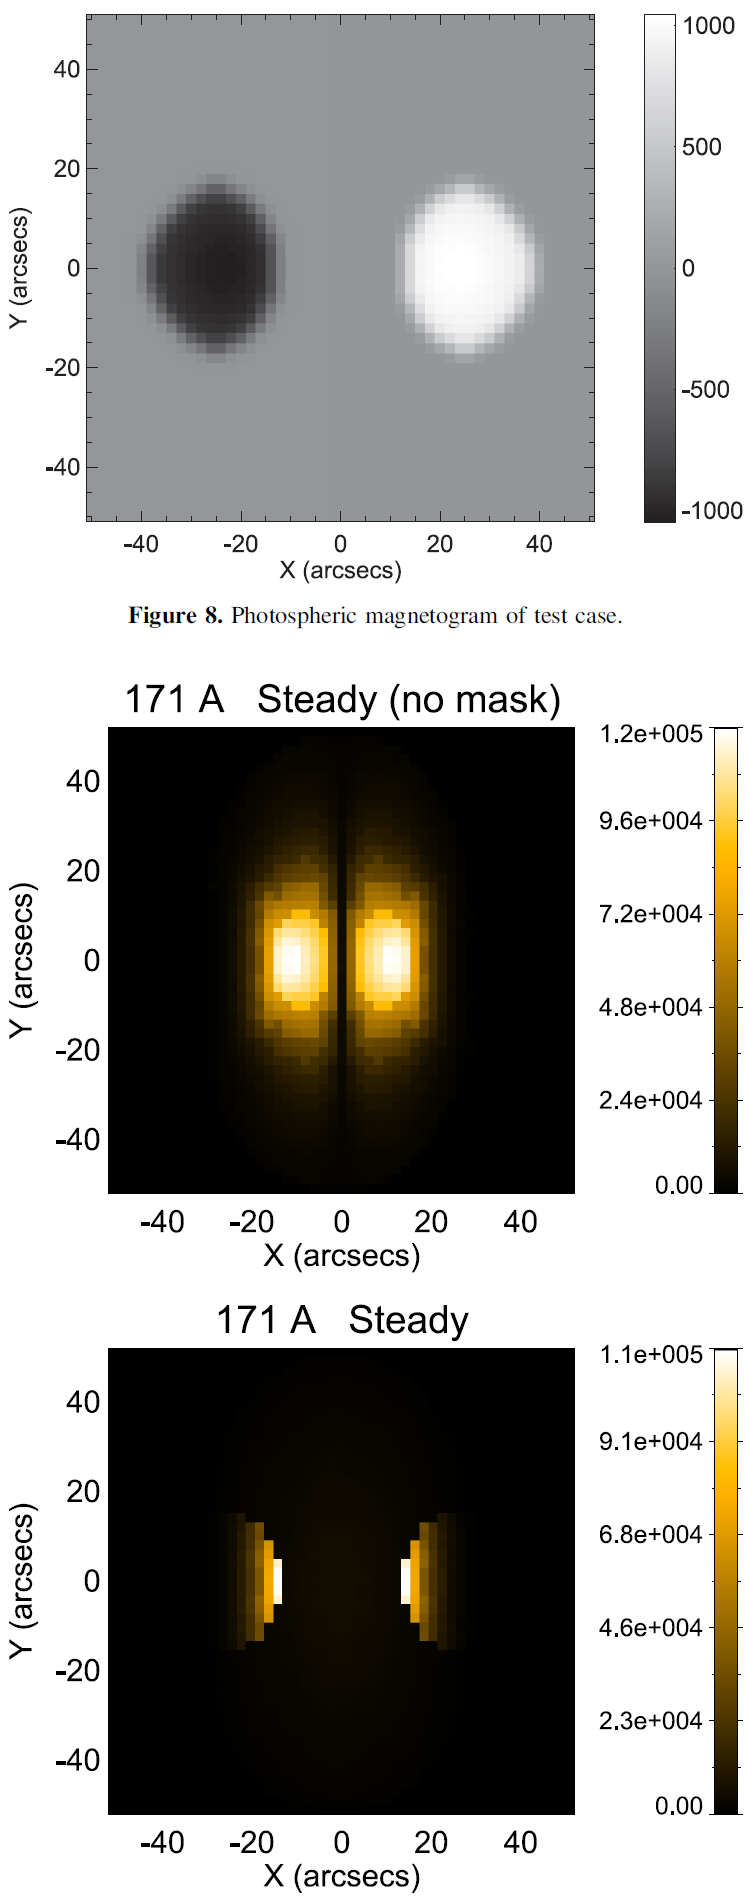 40
20
0
-20
-40
Y (arcsecs)
-40 -20 0 20 40
X (arcsecs)
1000
500
0
-500
-1000
Figure 8. Photospheric magnetogram of test case.
171 A Steady (no mask)
40
20
0
-20
-40
Y (arcsecs)
-40 -20 0 20 40
X (arcsecs)
1.2e+005
9.6e+004
7.2e+004
4.8e+004
2.4e+004
0.00
171 A Steady
40
20
0
-20
-40
Y (arcsecs)
-40 -20 0 20 40
X (arcsecs)
1.1e+005
9.1e+004
6.8e+004
4.6e+004
2.3e+004
0.00